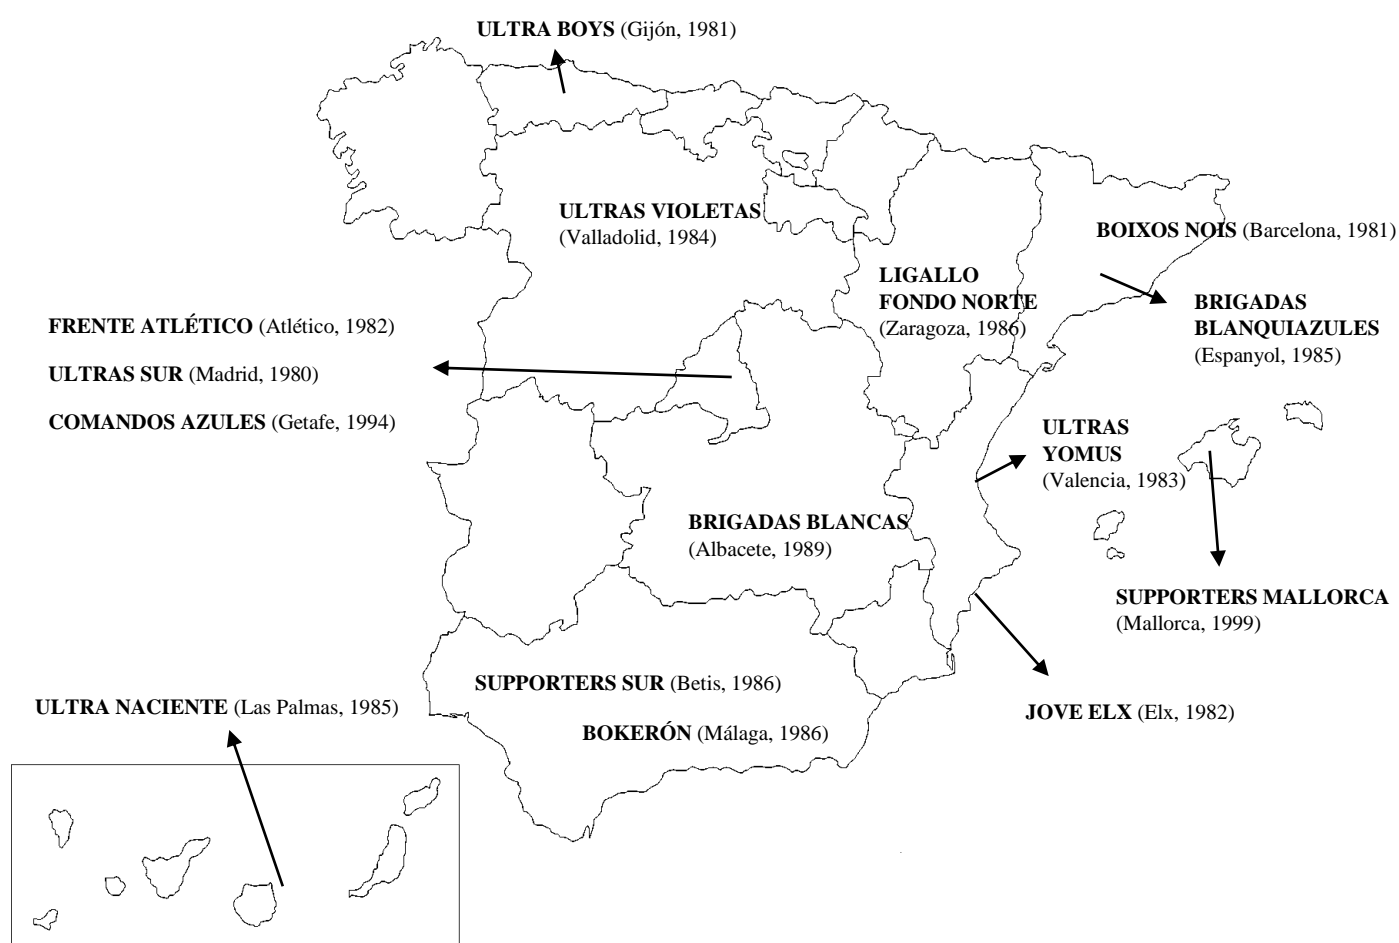 ULTRA BOYS (Gijón, 1981)
ULTRAS VIOLETAS
(Valladolid, 1984)
BOIXOS NOIS (Barcelona, 1981)
LIGALLO
FONDO NORTE
(Zaragoza, 1986)
BRIGADAS
BLANQUIAZULES
(Espanyol, 1985)
FRENTE ATLÉTICO (Atlético, 1982)
ULTRAS SUR (Madrid, 1980)
COMANDOS AZULES (Getafe, 1994)
ULTRAS
YOMUS
(Valencia, 1983)
BRIGADAS BLANCAS
(Albacete, 1989)
SUPPORTERS MALLORCA
(Mallorca, 1999)
SUPPORTERS SUR (Betis, 1986)
ULTRA NACIENTE (Las Palmas, 1985)
JOVE ELX (Elx, 1982)
BOKERÓN (Málaga, 1986)